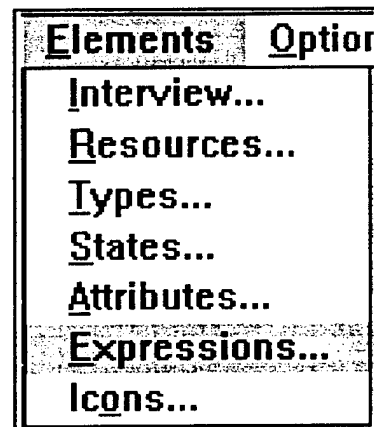 Elements Option
Interview...
Resources...
Types...
States...
Attributes...
Expressions...
Icons...